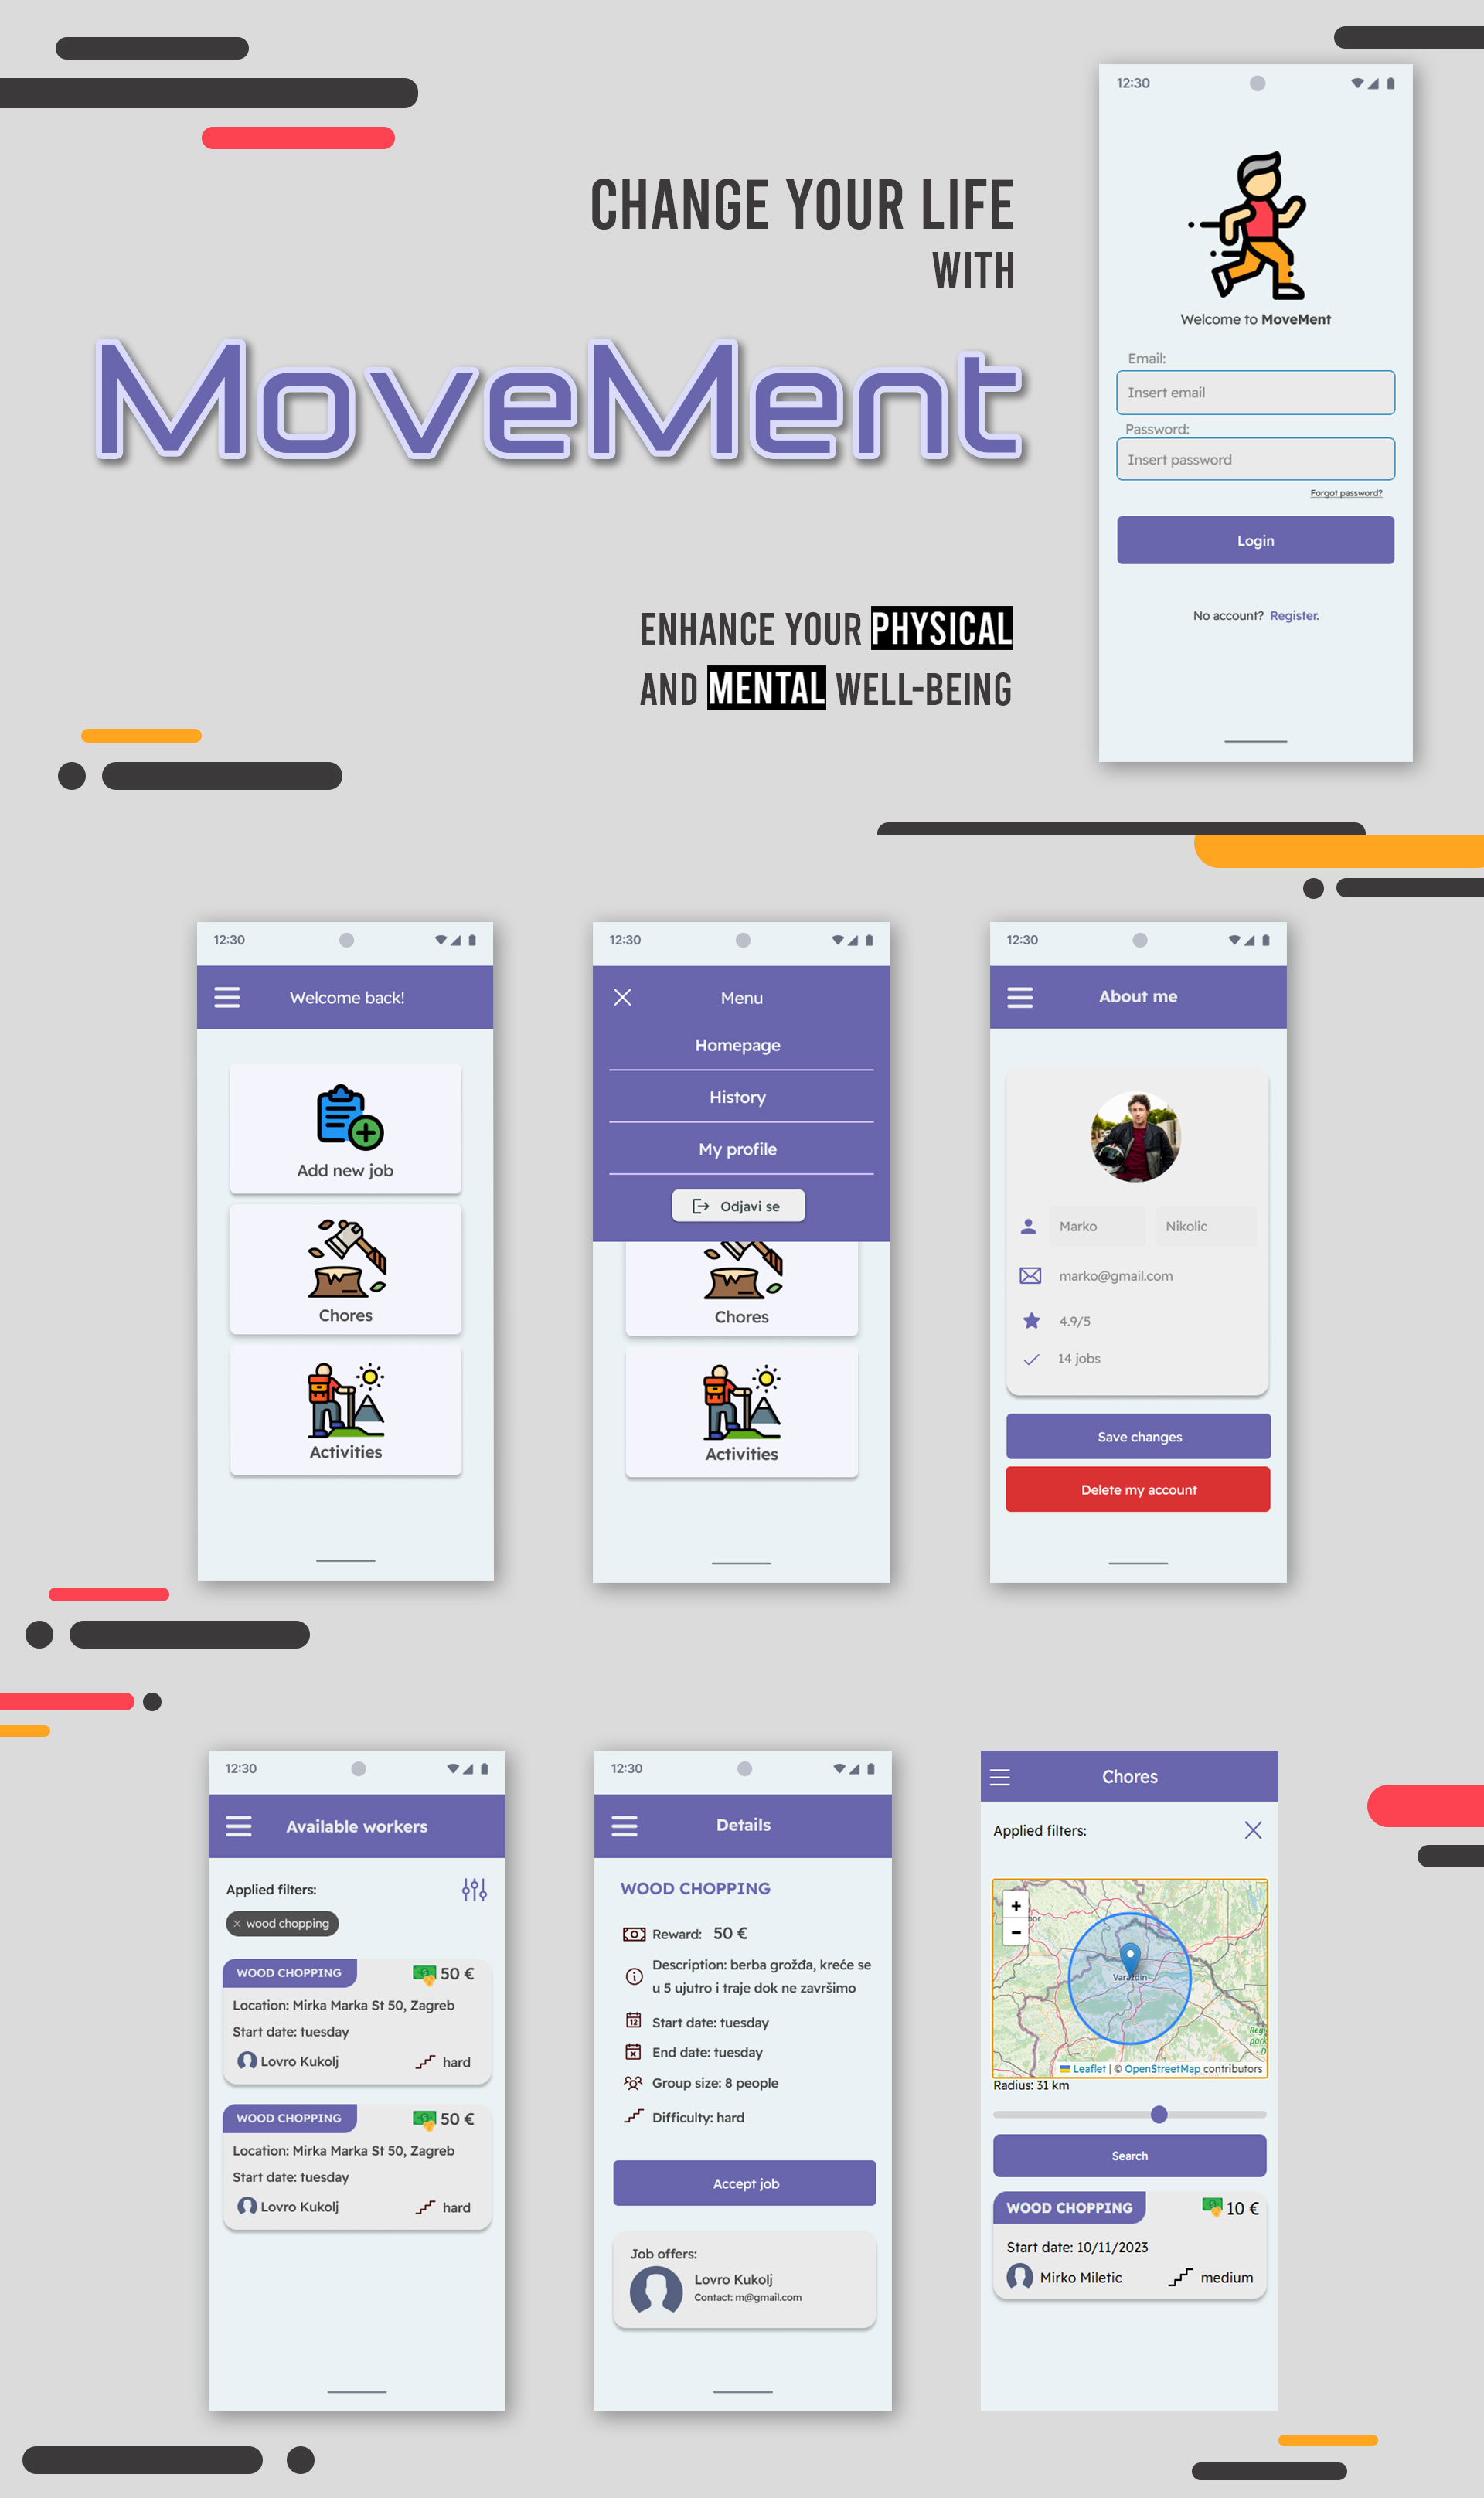 CHANGE YOUR LIFE
WITH
MoveMent
ENHANCE YOUR PHYSICAL
AND MENTAL WELL-BEING
12:30
Welcome to MoveMent
Email:
Insert email
Password:
Insert password
Forgot password?
Login
No account? Register.
12:30
Welcome back!
Add new job
Chores
Activities
12:30
Menu
Homepage
History
My profile
Odjavi se
Chores
Activities
12:30
About me
Marko Nikolic
marko@gmail.com
4.9/5
14 jobs
Save changes
Delete my account
12:30
Available workers
Applied filters:
× wood chopping
WOOD CHOPPING 50 €
Location: Mirka Marka St 50, Zagreb
Start date: tuesday
Lovro Kukolj hard
WOOD CHOPPING 50 €
Location: Mirka Marka St 50, Zagreb
Start date: tuesday
Lovro Kukolj hard
12:30
Details
WOOD CHOPPING
Reward: 50 €
Description: berba grožđa, kreće se
u 5 ujutro i traje dok ne završimo
12
Start date: tuesday
End date: tuesday
Group size: 8 people
Difficulty: hard
Accept job
Job offers:
Lovro Kukolj
Contact: m@gmail.com
Chores
Applied filters:
+
−
bor
Varaždin
Reg
park
D
Leaflet | © OpenStreetMap contributors
Radius: 31 km
Search
WOOD CHOPPING 10 €
Start date: 10/11/2023
Mirko Miletic medium